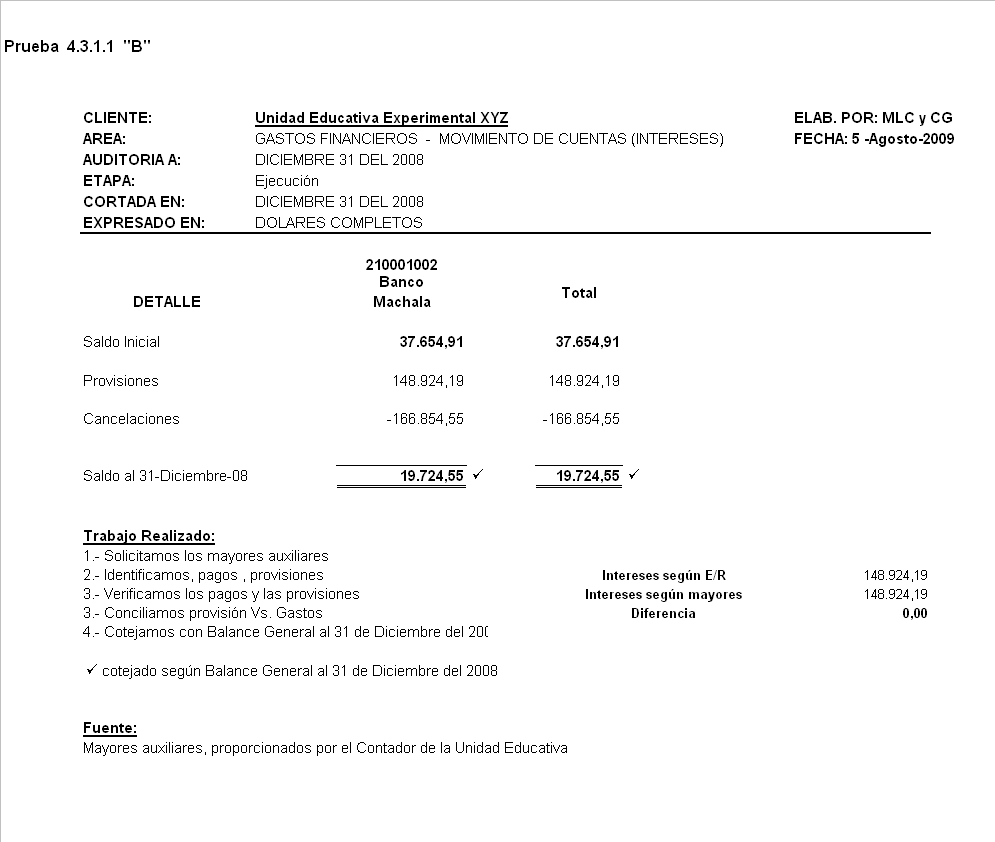 Prueba 4.3.1.1 "B"
CLIENTE: Unidad Educativa Experimental XYZ ELAB. POR: MLC y CG
AREA: GASTOS FINANCIEROS - MOVIMIENTO DE CUENTAS (INTERESES) FECHA: 5 -Agosto-2009
AUDITORIA A: DICIEMBRE 31 DEL 2008
ETAPA: Ejecución
CORTADA EN: DICIEMBRE 31 DEL 2008
EXPRESADO EN: DOLARES COMPLETOS
210001002
Banco
DETALLE Machala Total
Saldo Inicial 37.654,91 37.654,91
Provisiones 148.924,19 148.924,19
Cancelaciones -166.854,55 -166.854,55
Saldo al 31-Diciembre-08 19.724,55 ✓ 19.724,55 ✓
Trabajo Realizado:
1.- Solicitamos los mayores auxiliares
2.- Identificamos, pagos , provisiones Intereses según E/R 148.924,19
3.- Verificamos los pagos y las provisiones Intereses según mayores 148.924,19
3.- Conciliamos provisión Vs. Gastos Diferencia 0,00
4.- Cotejamos con Balance General al 31 de Diciembre del
✓ cotejado según Balance General al 31 de Diciembre del 2008
Fuente:
Mayores auxiliares, proporcionados por el Contador de la Unidad Educativa